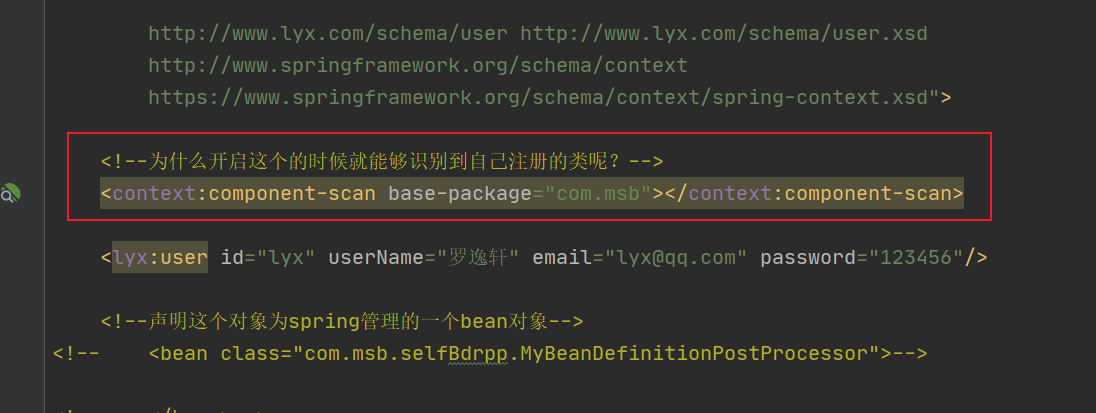 http://www.lyx.com/schema/user http://www.lyx.com/schema/user.xsd
http://www.springframework.org/schema/context
https://www.springframework.org/schema/context/spring-context.xsd">
<!--为什么开启这个的时候就能够识别到自己注册的类呢？-->
<context:component-scan base-package="com.msb"></context:component-scan>
<lyx:user id="lyx" userName="罗逸轩" email="lyx@qq.com" password="123456"/>
<!--声明这个对象为spring管理的一个bean对象-->
<!--    <bean class="com.msb.selfBdrpp.MyBeanDefinitionPostProcessor">-->